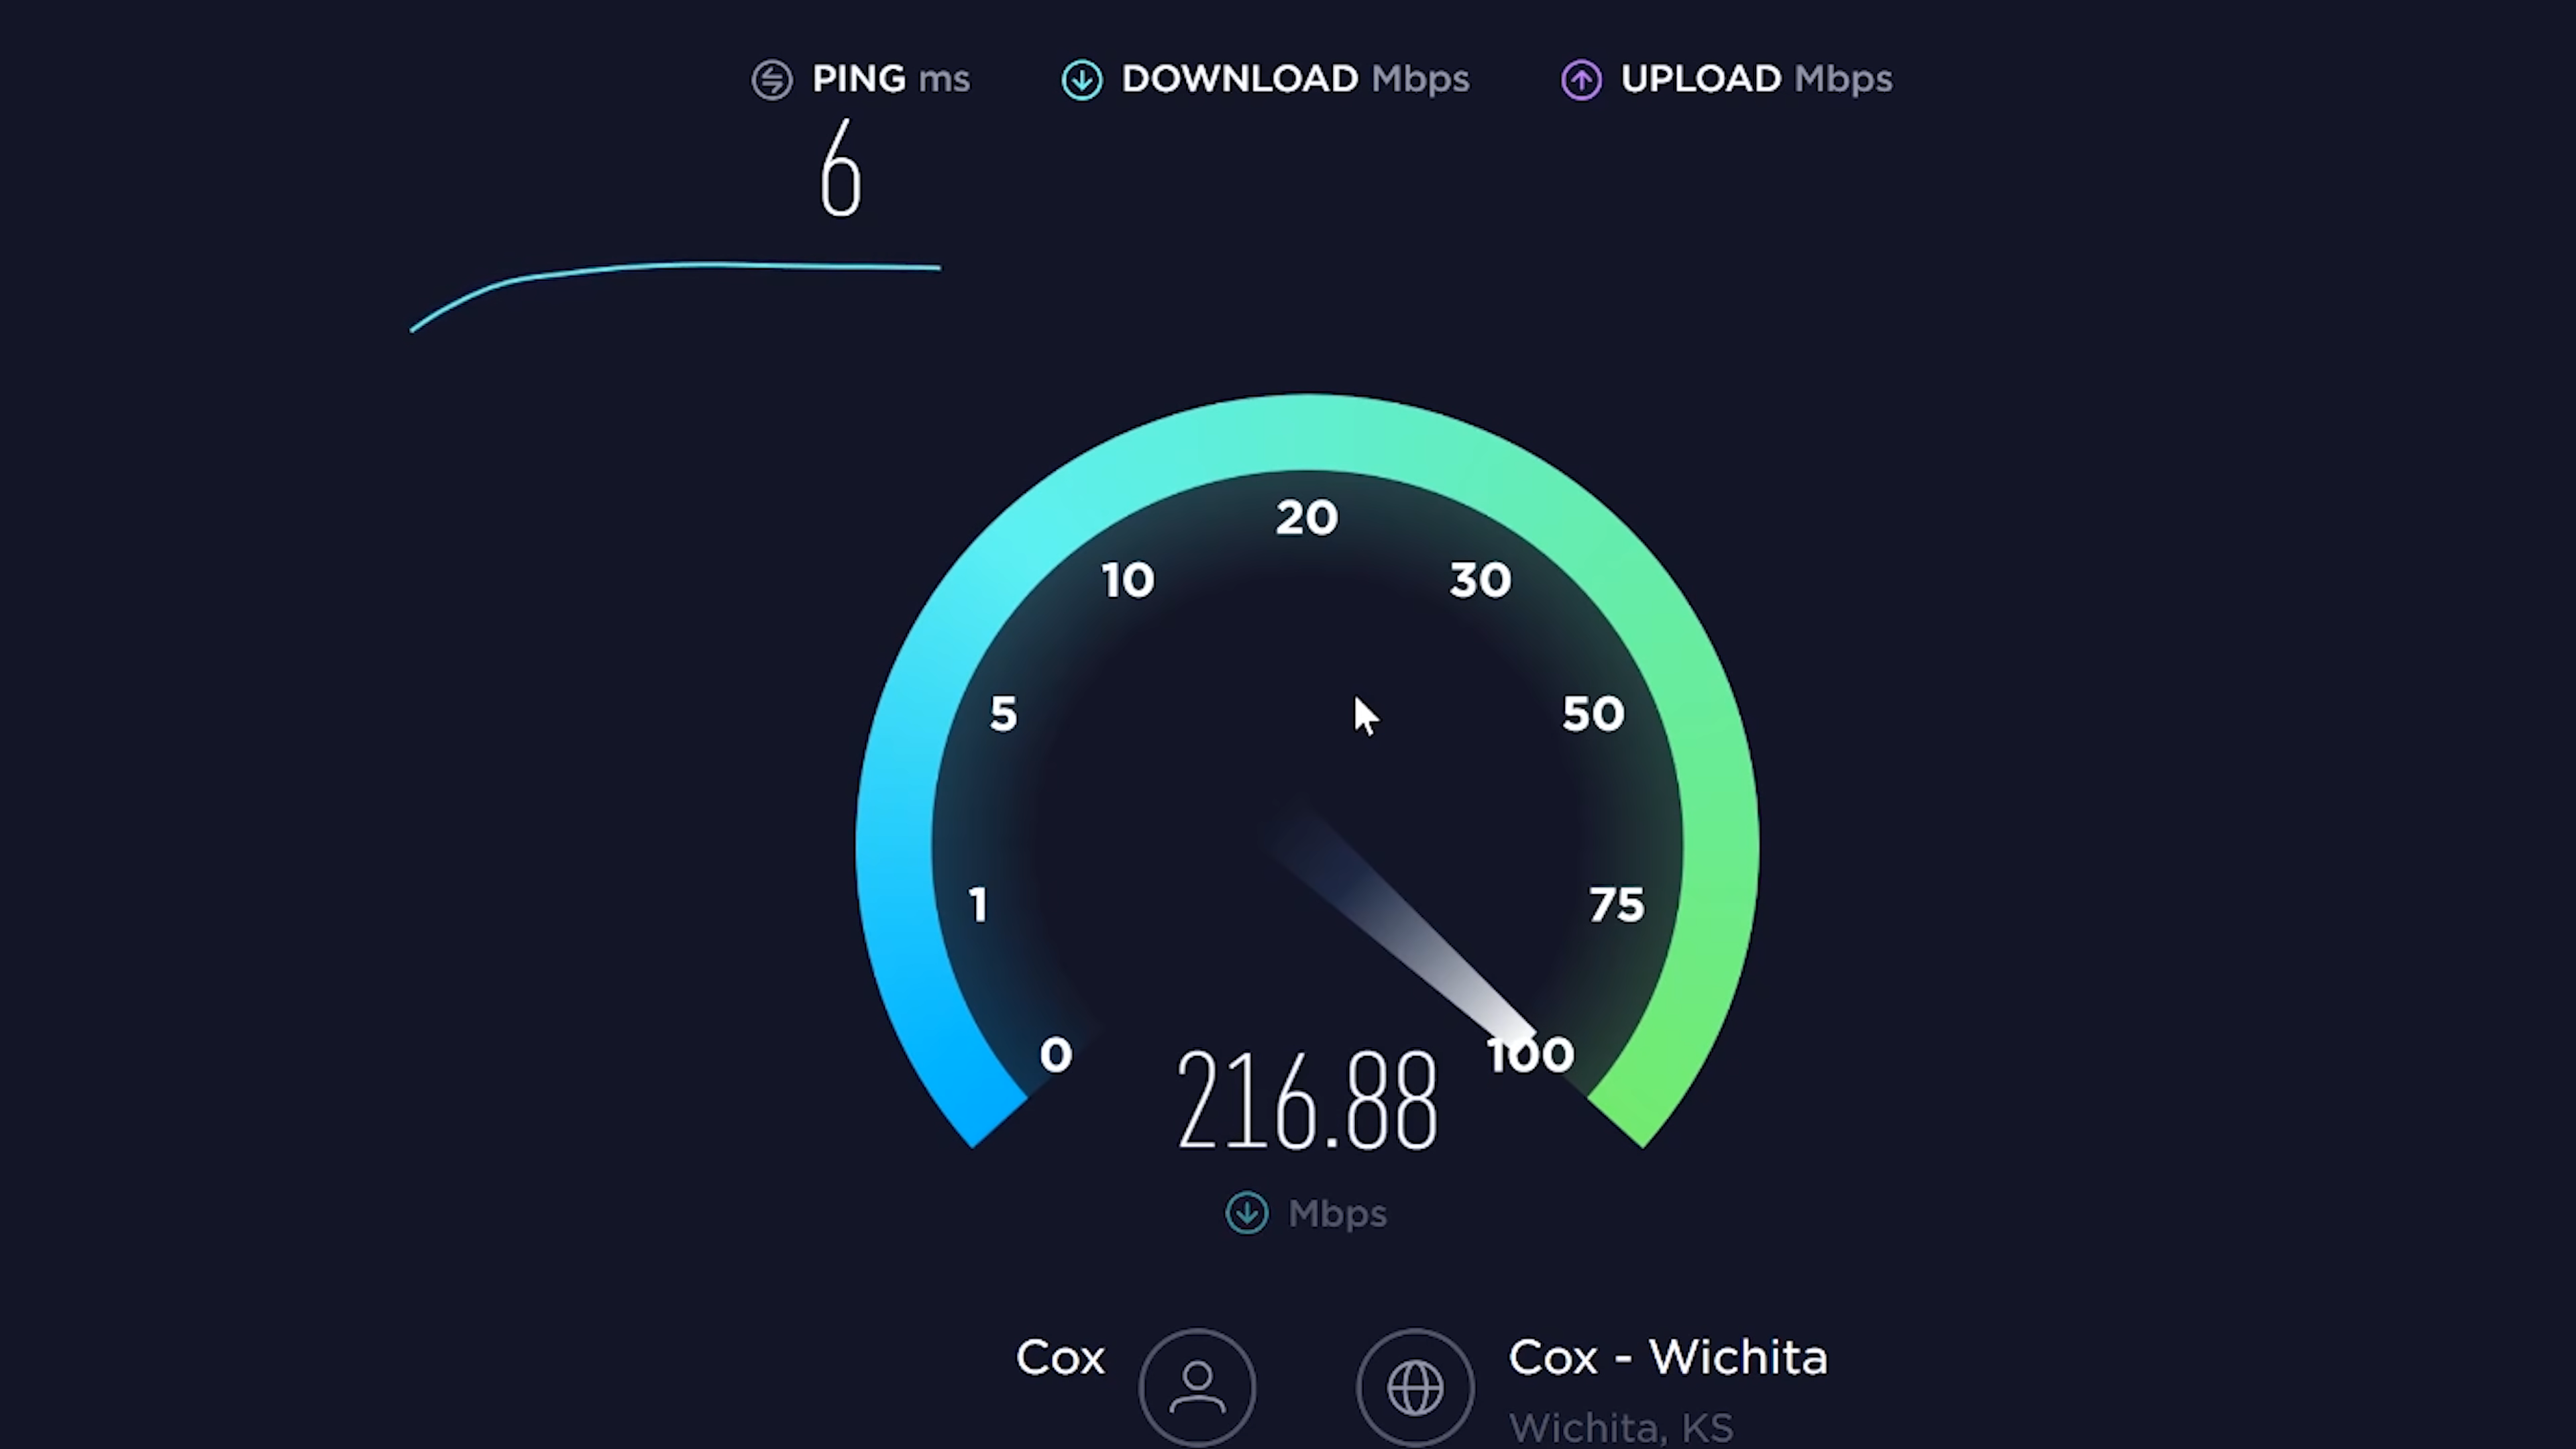 PING ms
DOWNLOAD Mbps
UPLOAD Mbps
6
20
10
30
5
50
1
75
0
100
216.88
Mbps
Cox
Cox - Wichita
Wichita, KS